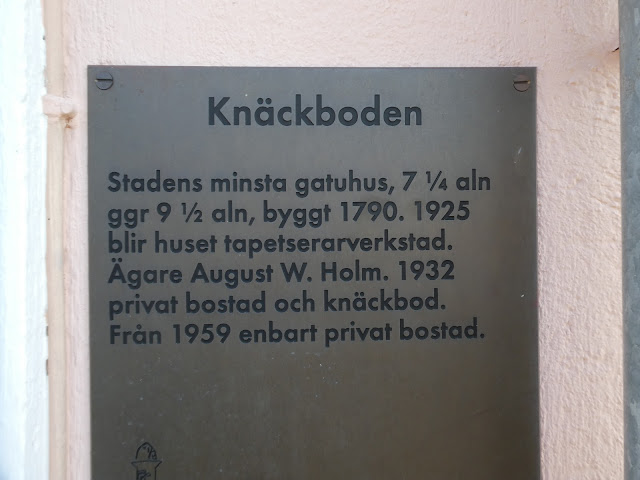 Knäckboden
Stadens minsta gatuhus, 7 ¼ aln
ggr 9 ½ aln, byggt 1790. 1925
blir huset tapetserarverkstad.
Ägare August W. Holm. 1932
privat bostad och knäckbod.
Från 1959 enbart privat bostad.